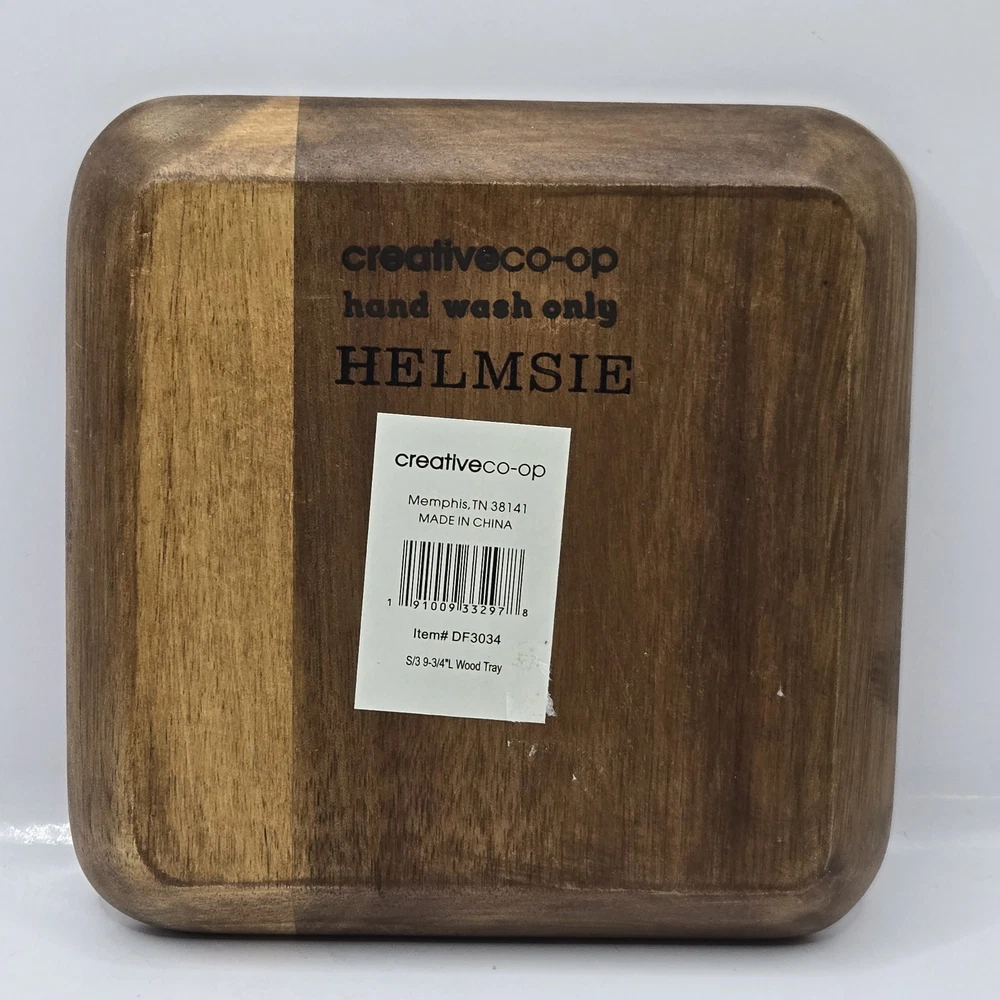 creativeco-op
hand wash only
HELMSIE
creativeco-op
Memphis, TN 38141
MADE IN CHINA
1 91009 33297 8
Item# DF3034
S/3 9-3/4"L Wood Tray